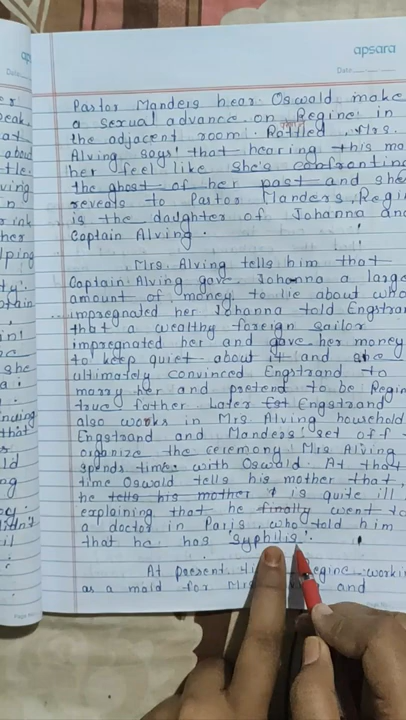 apsara
Date
Pastor Manders hear Oswald make
a sexual advance on Regine in
the adjacent room. Rattled, Mrs.
Alving says that hearing this ma
her feel like she's confronting
the ghost of her past and she
reveals to Pastor Manders, Regin
is the daughter of Johanna and
Captain Alving.
Mrs. Alving tells him that
Captain Alving gave Johanna a large
amount of money to lie about who
impregnated her Johanna told Engstran
that a wealthy foreign sailor
impregnated her and gave her money
to keep quiet about it and she
ultimately convinced Engstrand to
marry her and pretend to be Regin
true father. Later Engstrand
also works in Mrs Alving household
Engstrand and Manders set off t
organize the ceremony. Mrs Alving
spends time with Oswald. At that
time Oswald tells his mother that,
he tells his mother is quite ill
explaining that he finally went to
a doctor in Paris, who told him
that he has 'syphilis'.
At present egine workin
as a maid for Mrs and